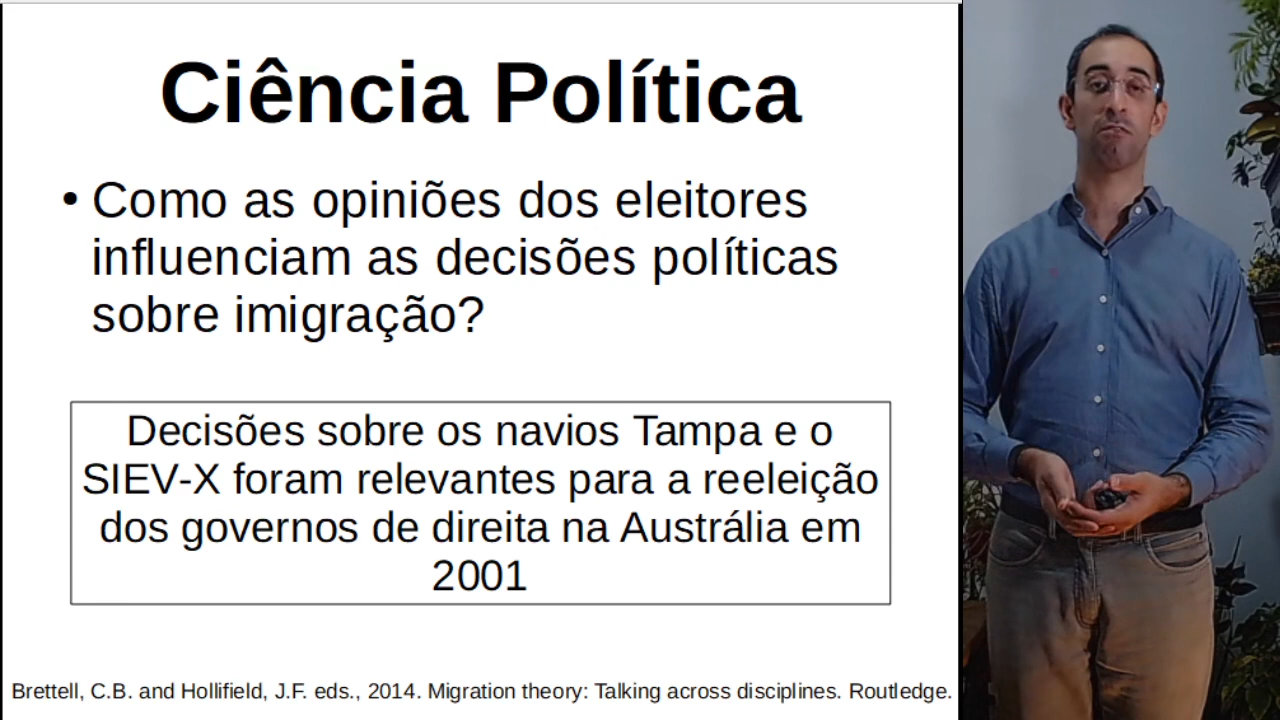 Ciência Política
• Como as opiniões dos eleitores
influenciam as decisões políticas
sobre imigração?
Decisões sobre os navios Tampa e o
SIEV-X foram relevantes para a reeleição
dos governos de direita na Austrália em
2001
Brettell, C.B. and Hollifield, J.F. eds., 2014. Migration theory: Talking across disciplines. Routledge.